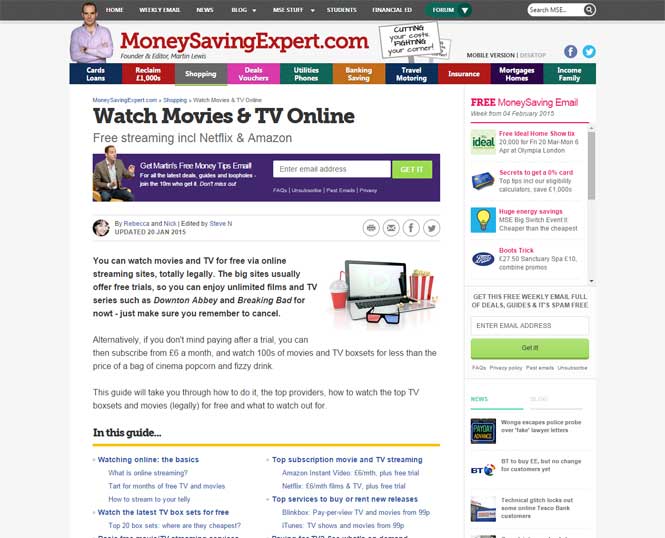 HOME WEEKLY EMAIL NEWS BLOG MSE STUFF STUDENTS FINANCIAL ED FORUM Search MSE...
CUTTING
your costs,
FIGHTING
your corner!
MoneySavingExpert.com
Founder & Editor, Martin Lewis
MOBILE VERSION | DESKTOP
Cards Loans
Reclaim £1,000s
Shopping
Deals Vouchers
Utilities Phones
Banking Saving
Travel Motoring
Insurance
Mortgages Homes
Income Family
MoneySavingExpert.com » Shopping » Watch Movies & TV Online
Watch Movies & TV Online
Free streaming incl Netflix & Amazon
Get Martin's Free Money Tips Email!
For all the latest deals, guides and loopholes -
join the 10m who get it. Don't miss out
Enter email address
GET IT
FAQs | Unsubscribe | Past Emails | Privacy
By Rebecca and Nick | Edited by Steve N
UPDATED 20 JAN 2015
You can watch movies and TV for free via online
streaming sites, totally legally. The big sites usually
offer free trials, so you can enjoy unlimited films and TV
series such as Downton Abbey and Breaking Bad for
nowt - just make sure you remember to cancel.
Alternatively, if you don't mind paying after a trial, you can
then subscribe from £6 a month, and watch 100s of movies and TV boxsets for less than the
price of a bag of cinema popcorn and fizzy drink.
This guide will take you through how to do it, the top providers, how to watch the top TV
boxsets and movies (legally) for free and what to watch out for.
In this guide...
Watching online: the basics
What is online streaming?
Tart for months of free TV and movies
How to stream to your telly
Watch the latest TV box sets for free
Top 20 box sets: where are they cheapest?
Basic free movie/TV streaming services
Top subscription movie and TV streaming
Amazon Instant Video: £6/mth, plus free trial
Netflix: £6/mth films & TV, plus free trial
Top services to buy or rent new releases
Blinkbox: Pay-per-view TV and movies from 99p
iTunes: TV shows and movies from 99p
FREE MoneySaving Email
Week from 04 February 2015
ideal
Free Ideal Home Show tix
20,000 for Fri 20 Mar-Mon 6
Apr at Olympia London
Secrets to get a 0% card
Top tips incl our eligibility
calculators, save £1,000s
Huge energy savings
MSE Big Switch Event II
Cheaper than the cheapest
Boots
Boots Trick
£27.50 Sanctuary Spa £10,
combine promos
GET THIS FREE WEEKLY EMAIL FULL
OF DEALS, GUIDES & IT'S SPAM FREE
ENTER EMAIL ADDRESS
Get it!
FAQs Privacy policy Past emails Unsubscribe
NEWS BLOG
PAYDAY
ADVANCE
Wonga escapes police probe
over 'fake' lawyer letters
BT
BT to buy EE, but no change
for customers yet
Technical glitch locks out
some online Tesco Bank
customers